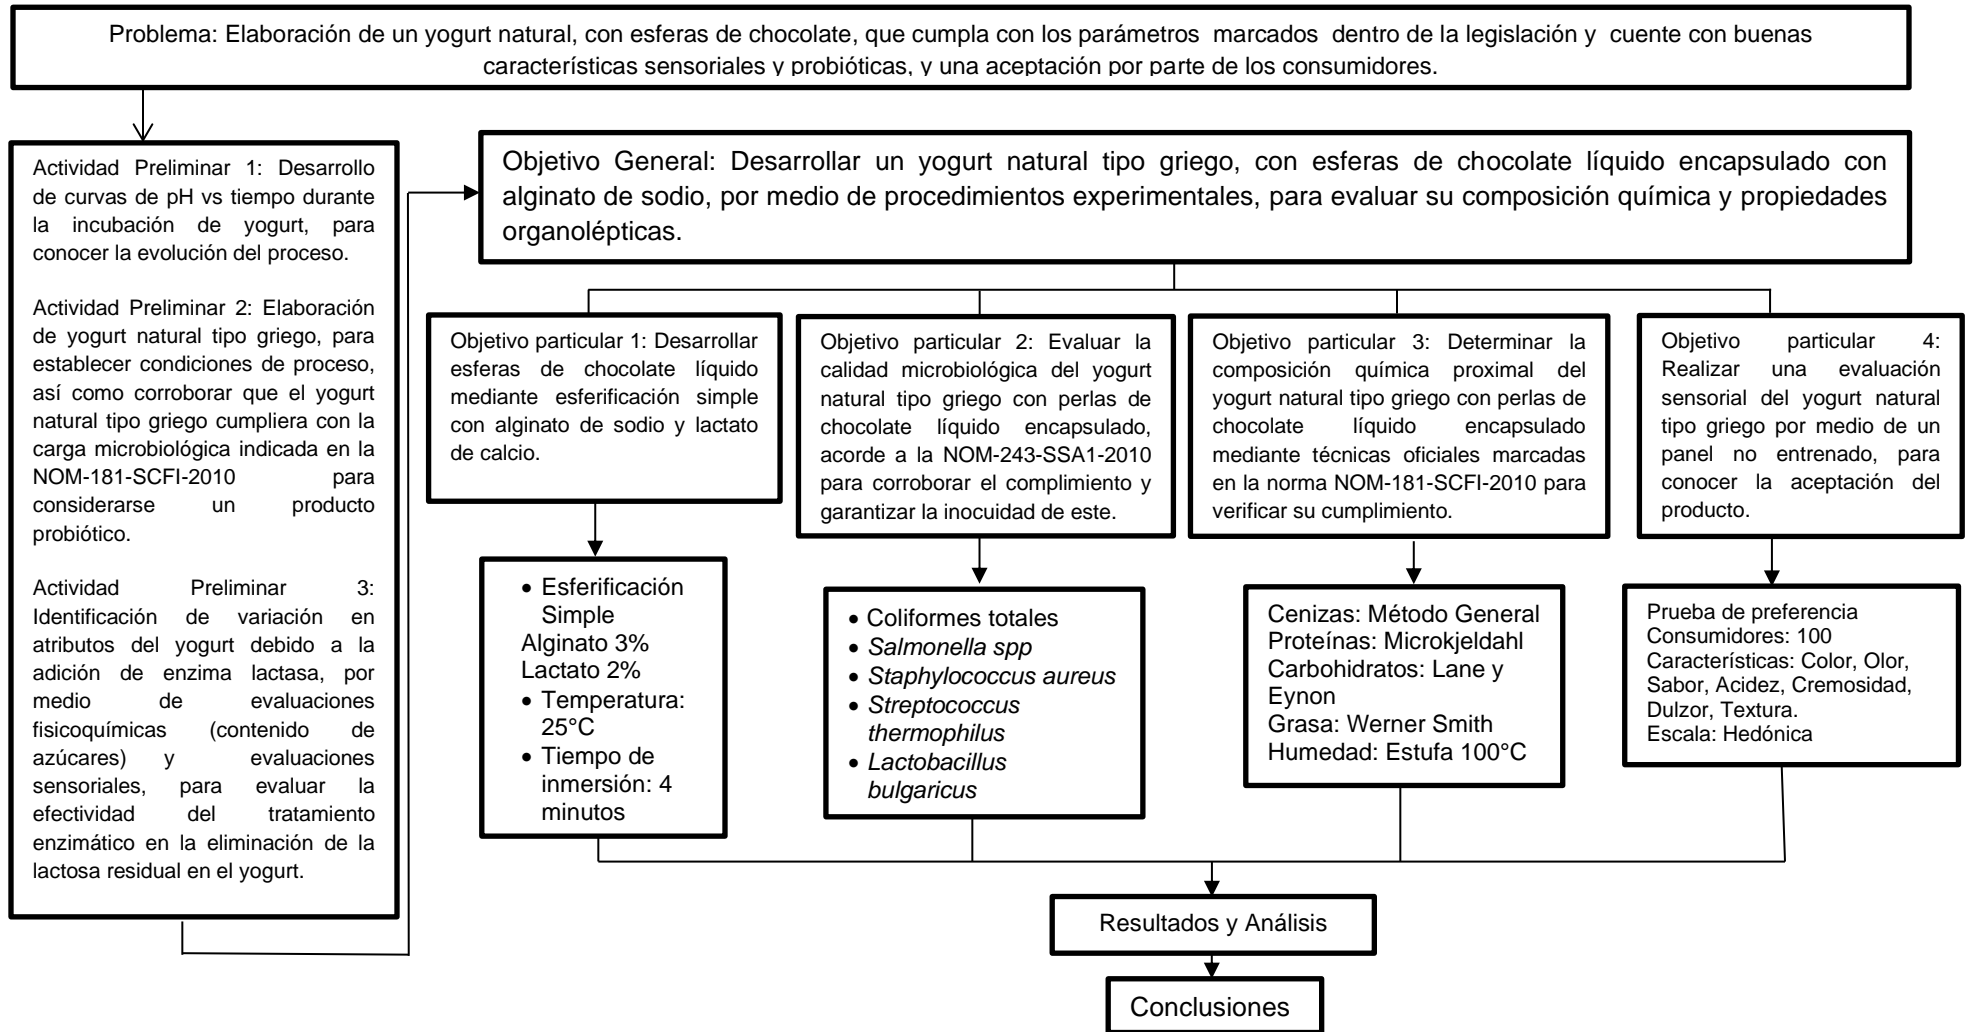 Problema: Elaboración de un yogurt natural, con esferas de chocolate, que cumpla con los parámetros marcados dentro de la legislación y cuente con buenas
características sensoriales y probióticas, y una aceptación por parte de los consumidores.
Actividad Preliminar 1: Desarrollo
de curvas de pH vs tiempo durante
la incubación de yogurt, para
conocer la evolución del proceso.
Actividad Preliminar 2: Elaboración
de yogurt natural tipo griego, para
establecer condiciones de proceso,
así como corroborar que el yogurt
natural tipo griego cumpliera con la
carga microbiológica indicada en la
NOM-181-SCFI-2010 para
considerarse un producto
probiótico.
Actividad Preliminar 3:
Identificación de variación en
atributos del yogurt debido a la
adición de enzima lactasa, por
medio de evaluaciones
fisicoquímicas (contenido de
azúcares) y evaluaciones
sensoriales, para evaluar la
efectividad del tratamiento
enzimático en la eliminación de la
lactosa residual en el yogurt.
Objetivo General: Desarrollar un yogurt natural tipo griego, con esferas de chocolate líquido encapsulado con
alginato de sodio, por medio de procedimientos experimentales, para evaluar su composición química y propiedades
organolépticas.
Objetivo particular 1: Desarrollar
esferas de chocolate líquido
mediante esferificación simple
con alginato de sodio y lactato
de calcio.
Objetivo particular 2: Evaluar la
calidad microbiológica del yogurt
natural tipo griego con perlas de
chocolate líquido encapsulado,
acorde a la NOM-243-SSA1-2010
para corroborar el complimiento y
garantizar la inocuidad de este.
Objetivo particular 3: Determinar la
composición química proximal del
yogurt natural tipo griego con perlas de
chocolate líquido encapsulado
mediante técnicas oficiales marcadas
en la norma NOM-181-SCFI-2010 para
verificar su cumplimiento.
Objetivo particular 4:
Realizar una evaluación
sensorial del yogurt natural
tipo griego por medio de un
panel no entrenado, para
conocer la aceptación del
producto.
• Esferificación
Simple
Alginato 3%
Lactato 2%
• Temperatura:
25°C
• Tiempo de
inmersión: 4
minutos
• Coliformes totales
• Salmonella spp
• Staphylococcus aureus
• Streptococcus
thermophilus
• Lactobacillus
bulgaricus
Cenizas: Método General
Proteínas: Microkjeldahl
Carbohidratos: Lane y
Eynon
Grasa: Werner Smith
Humedad: Estufa 100°C
Prueba de preferencia
Consumidores: 100
Características: Color, Olor,
Sabor, Acidez, Cremosidad,
Dulzor, Textura.
Escala: Hedónica
Resultados y Análisis
Conclusiones